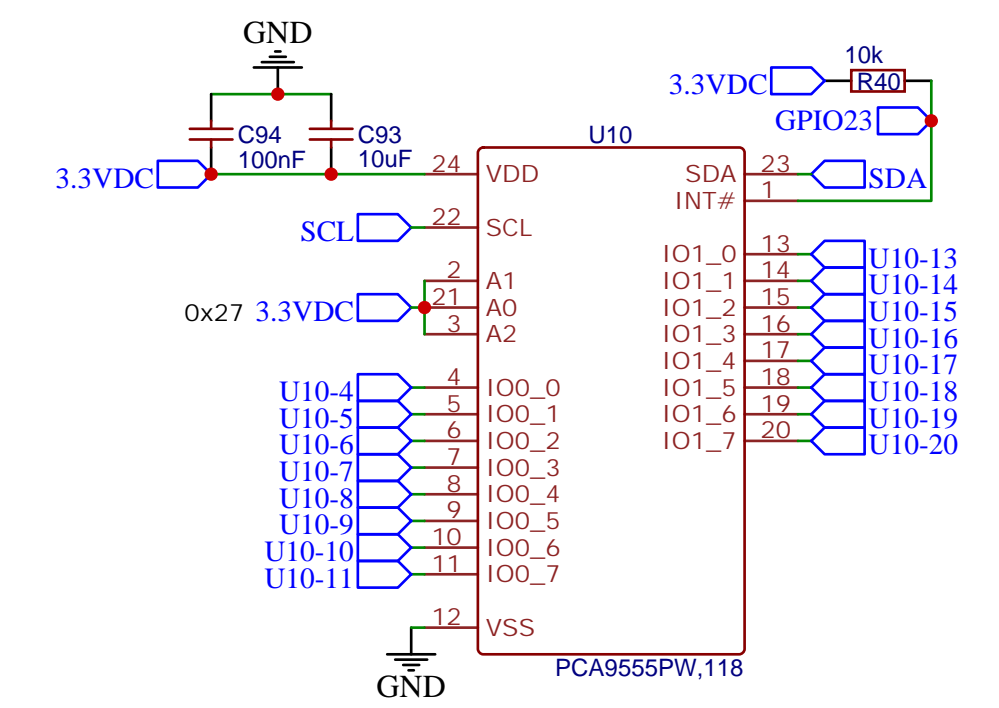 GND
10k
3.3VDC
R40
GPIO23
C94
100nF
C93
10uF
3.3VDC
U10
24 VDD
SDA 23 SDA
INT# 1
SCL 22 SCL
2 A1
0x27 3.3VDC 21 A0
3 A2
IO1_0 13 U10-13
IO1_1 14 U10-14
IO1_2 15 U10-15
IO1_3 16 U10-16
IO1_4 17 U10-17
IO1_5 18 U10-18
IO1_6 19 U10-19
IO1_7 20 U10-20
U10-4 4 IO0_0
U10-5 5 IO0_1
U10-6 6 IO0_2
U10-7 7 IO0_3
U10-8 8 IO0_4
U10-9 9 IO0_5
U10-10 10 IO0_6
U10-11 11 IO0_7
12 VSS
GND
PCA9555PW,118